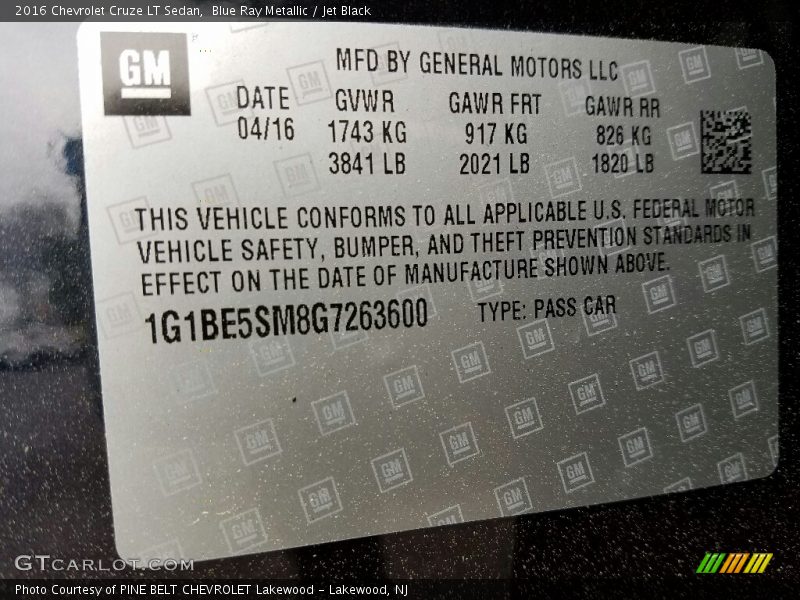 2016 Chevrolet Cruze LT Sedan,  Blue Ray Metallic / Jet Black
GM
MFD BY GENERAL MOTORS LLC
DATE GVWR GAWR FRT GAWR RR
04/16 1743 KG 917 KG 826 KG
3841 LB 2021 LB 1820 LB
THIS VEHICLE CONFORMS TO ALL APPLICABLE U.S. FEDERAL MOTOR
VEHICLE SAFETY, BUMPER, AND THEFT PREVENTION STANDARDS IN
EFFECT ON THE DATE OF MANUFACTURE SHOWN ABOVE.
1G1BE5SM8G7263600 TYPE: PASS CAR
GTCARLOT.COM
Photo Courtesy of PINE BELT CHEVROLET Lakewood - Lakewood, NJ